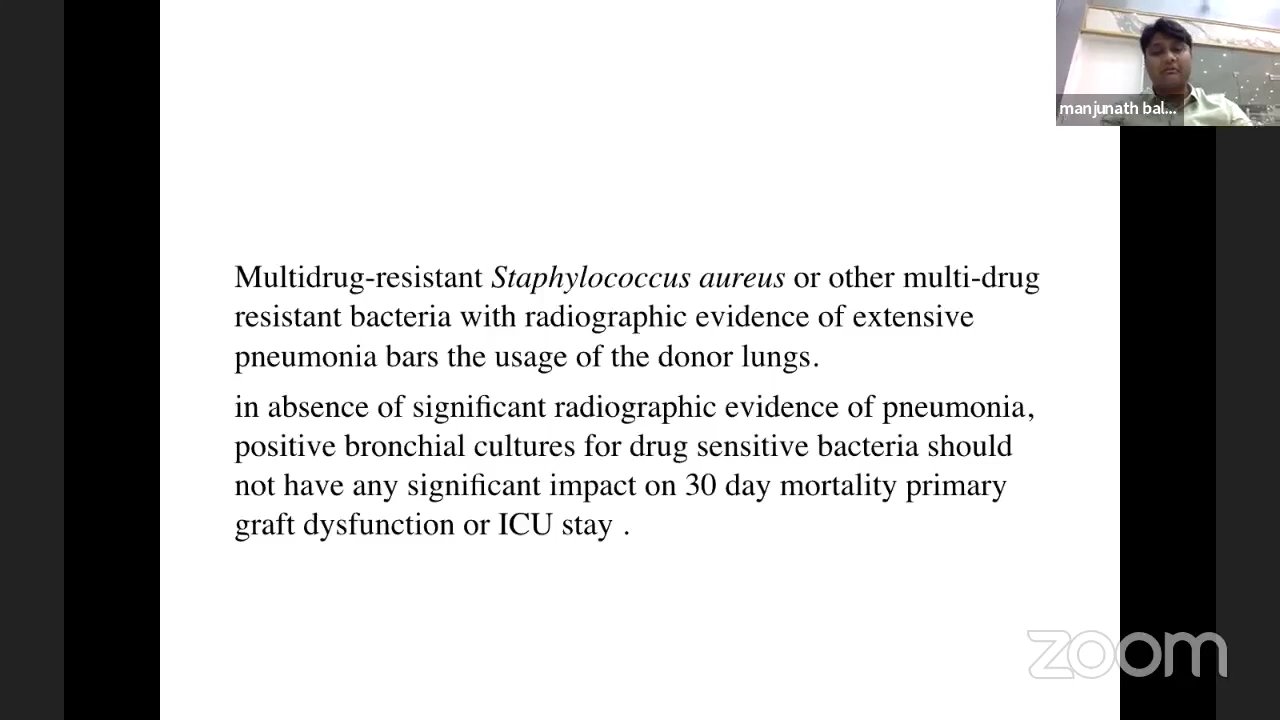 manjunath bal...
Multidrug-resistant Staphylococcus aureus or other multi-drug
resistant bacteria with radiographic evidence of extensive
pneumonia bars the usage of the donor lungs.
in absence of significant radiographic evidence of pneumonia,
positive bronchial cultures for drug sensitive bacteria should
not have any significant impact on 30 day mortality primary
graft dysfunction or ICU stay .
zoom